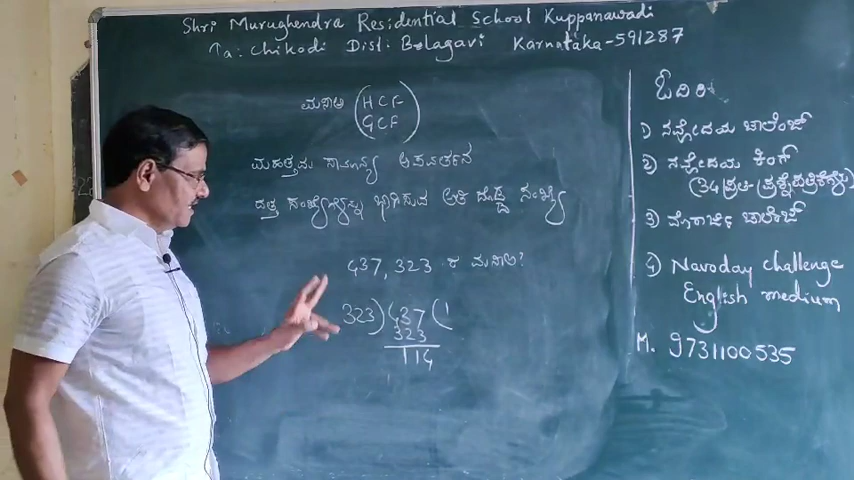 Shri Murughendra Residential School Kuppanawadi
Ta: Chikodi Dist: Belagavi Karnataka-591287
ಮಸಾಅ (HCF
GCF)
ಮಹತ್ತಮ ಸಾಮಾನ್ಯ ಅಪವರ್ತನ
ದತ್ತ ಸಂಖ್ಯೆಗಳನ್ನು ಭಾಗಿಸುವ ಅತಿ ದೊಡ್ಡ ಸಂಖ್ಯೆ
437, 323 ರ ಮಸಾಅ?
323) 437 (1
323
114
ಓದಿರಿ
1) ನವೋದಯ ಚಾಲೆಂಜ್
2) ನವೋದಯ ಕಿಂಗ್
(34 ಪ್ರಶ್ನೆಪತ್ರಿಕೆಗಳು)
3) ಮೊರಾರ್ಜಿ ಚಾಲೆಂಜ್
4) Navoday challenge
English medium
M. 9731100535